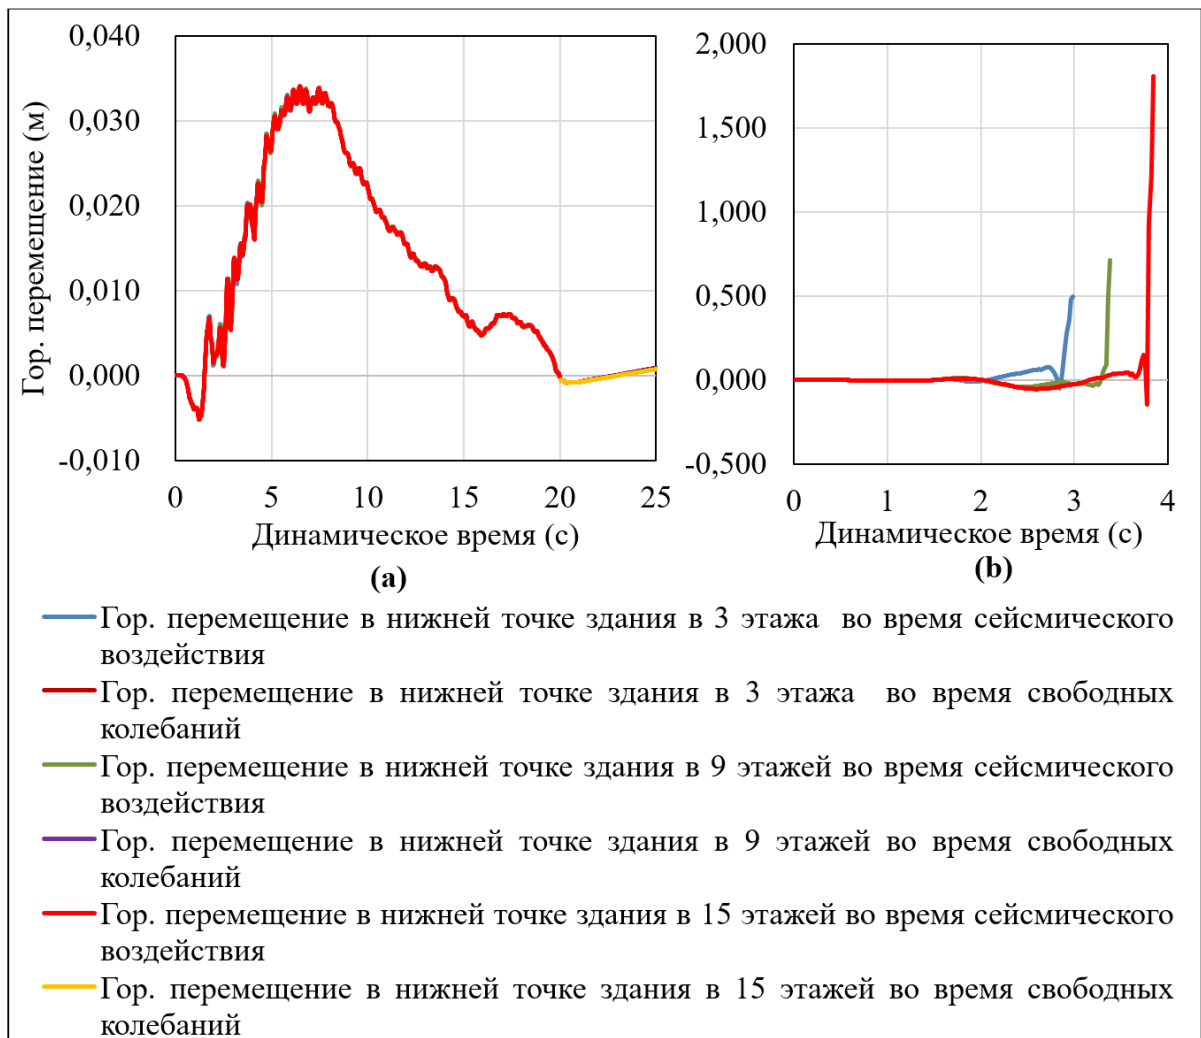 0,040
0,030
0,020
0,010
0,000
-0,010
Гор. перемещение (м)
0 5 10 15 20 25
Динамическое время (с)
(a)
2,000
1,500
1,000
0,500
0,000
-0,500
0 1 2 3 4
Динамическое время (с)
(b)
Гор. перемещение в нижней точке здания в 3 этажа во время сейсмического
воздействия
Гор. перемещение в нижней точке здания в 3 этажа во время свободных
колебаний
Гор. перемещение в нижней точке здания в 9 этажей во время сейсмического
воздействия
Гор. перемещение в нижней точке здания в 9 этажей во время свободных
колебаний
Гор. перемещение в нижней точке здания в 15 этажей во время сейсмического
воздействия
Гор. перемещение в нижней точке здания в 15 этажей во время свободных
колебаний